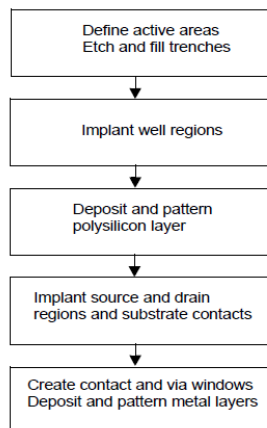 Define active areas
Etch and fill trenches
Implant well regions
Deposit and pattern
polysilicon layer
Implant source and drain
regions and substrate contacts
Create contact and via windows
Deposit and pattern metal layers